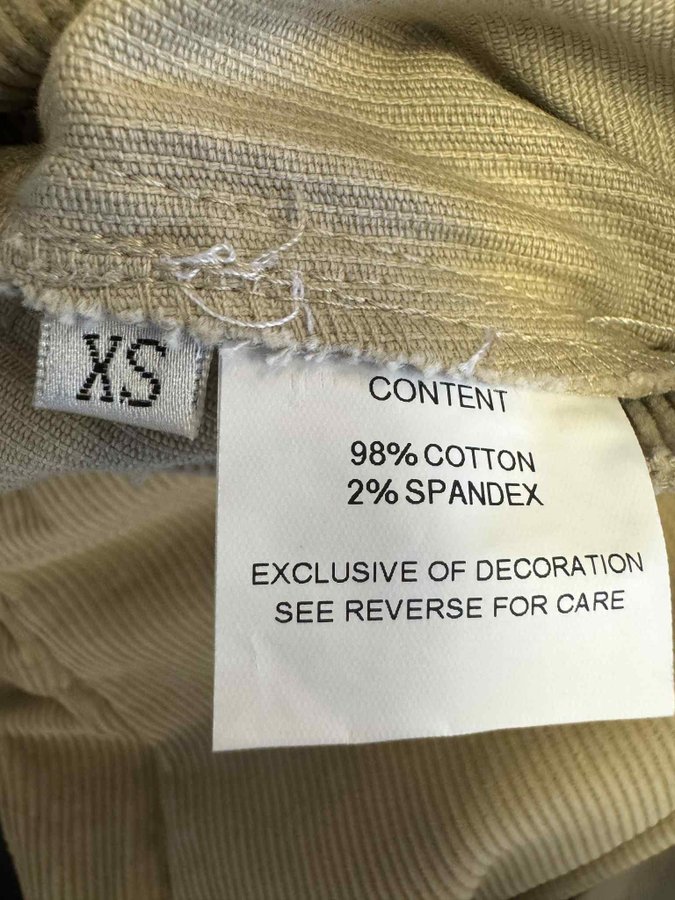 XS
CONTENT
98% COTTON
2% SPANDEX
EXCLUSIVE OF DECORATION
SEE REVERSE FOR CARE